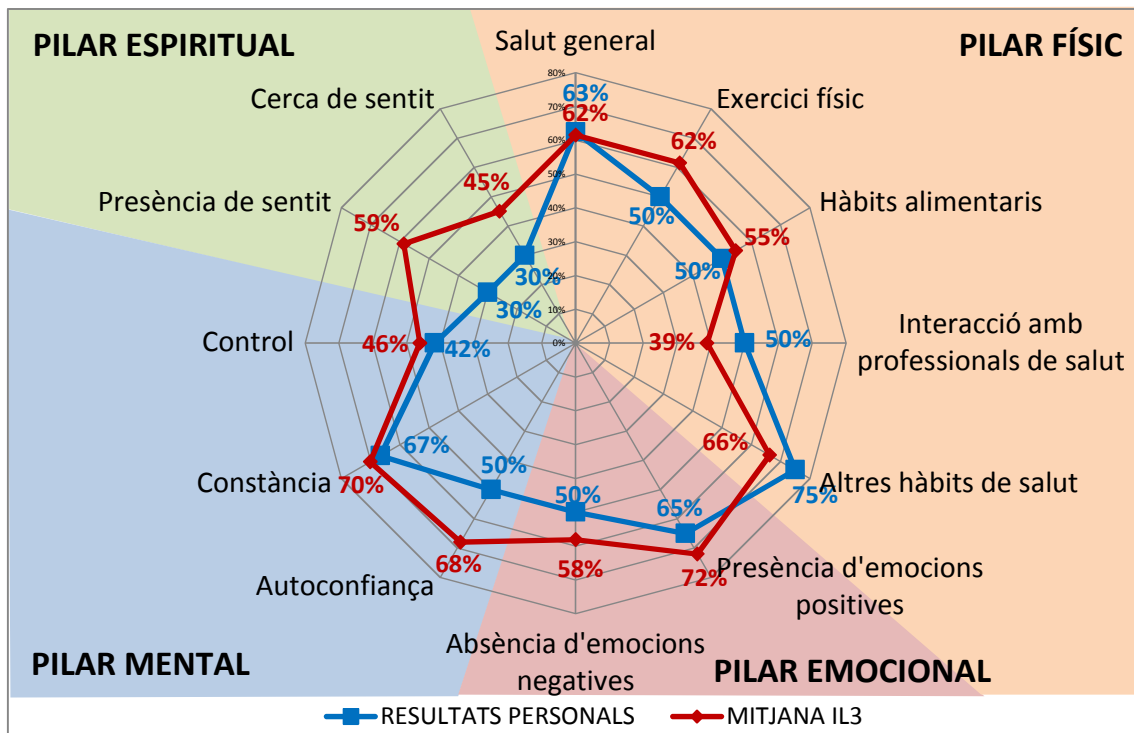 PILAR ESPIRITUAL
PILAR FÍSIC
Salut general
Cerca de sentit
Exercici físic
Presència de sentit
Hàbits alimentaris
Control
Interacció amb
professionals de salut
Constància
Altres hàbits de salut
Autoconfiança
Presència d'emocions
positives
Absència d'emocions
negatives
PILAR MENTAL
PILAR EMOCIONAL
80%
70%
60%
50%
40%
30%
20%
10%
0%
63%
62%
62%
50%
55%
50%
39%
50%
66%
75%
65%
72%
50%
58%
50%
68%
67%
70%
46%
42%
59%
30%
45%
30%
RESULTATS PERSONALS
MITJANA IL3